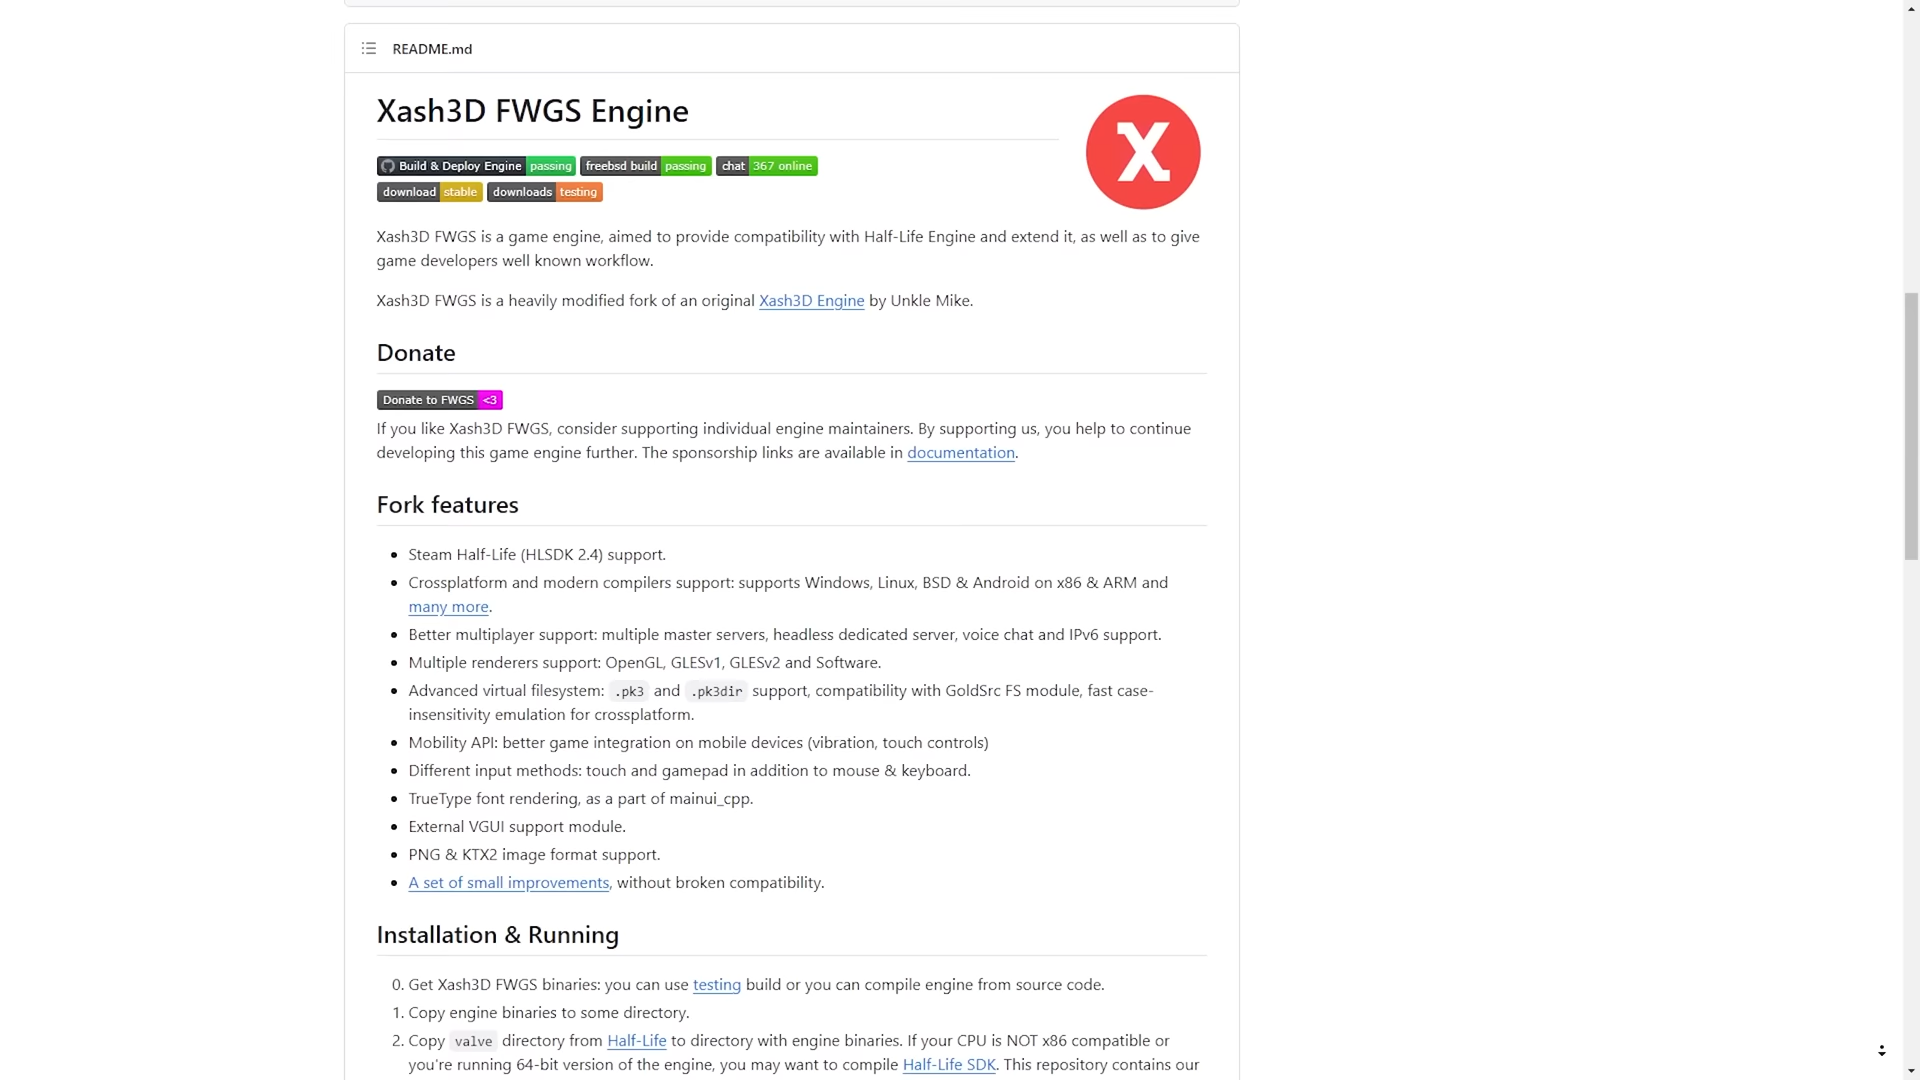 README.md
Xash3D FWGS Engine
X
Build & Deploy Engine passing freebsd build passing chat 367 online
download stable downloads testing
Xash3D FWGS is a game engine, aimed to provide compatibility with Half-Life Engine and extend it, as well as to give
game developers well known workflow.
Xash3D FWGS is a heavily modified fork of an original Xash3D Engine by Unkle Mike.
Donate
Donate to FWGS <3
If you like Xash3D FWGS, consider supporting individual engine maintainers. By supporting us, you help to continue
developing this game engine further. The sponsorship links are available in documentation.
Fork features
• Steam Half-Life (HLSDK 2.4) support.
• Crossplatform and modern compilers support: supports Windows, Linux, BSD & Android on x86 & ARM and
many more.
• Better multiplayer support: multiple master servers, headless dedicated server, voice chat and IPv6 support.
• Multiple renderers support: OpenGL, GLESv1, GLESv2 and Software.
• Advanced virtual filesystem: .pk3 and .pk3dir support, compatibility with GoldSrc FS module, fast case-
insensitivity emulation for crossplatform.
• Mobility API: better game integration on mobile devices (vibration, touch controls)
• Different input methods: touch and gamepad in addition to mouse & keyboard.
• TrueType font rendering, as a part of mainui_cpp.
• External VGUI support module.
• PNG & KTX2 image format support.
• A set of small improvements, without broken compatibility.
Installation & Running
0. Get Xash3D FWGS binaries: you can use testing build or you can compile engine from source code.
1. Copy engine binaries to some directory.
2. Copy valve directory from Half-Life to directory with engine binaries. If your CPU is NOT x86 compatible or
you're running 64-bit version of the engine, you may want to compile Half-Life SDK. This repository contains our